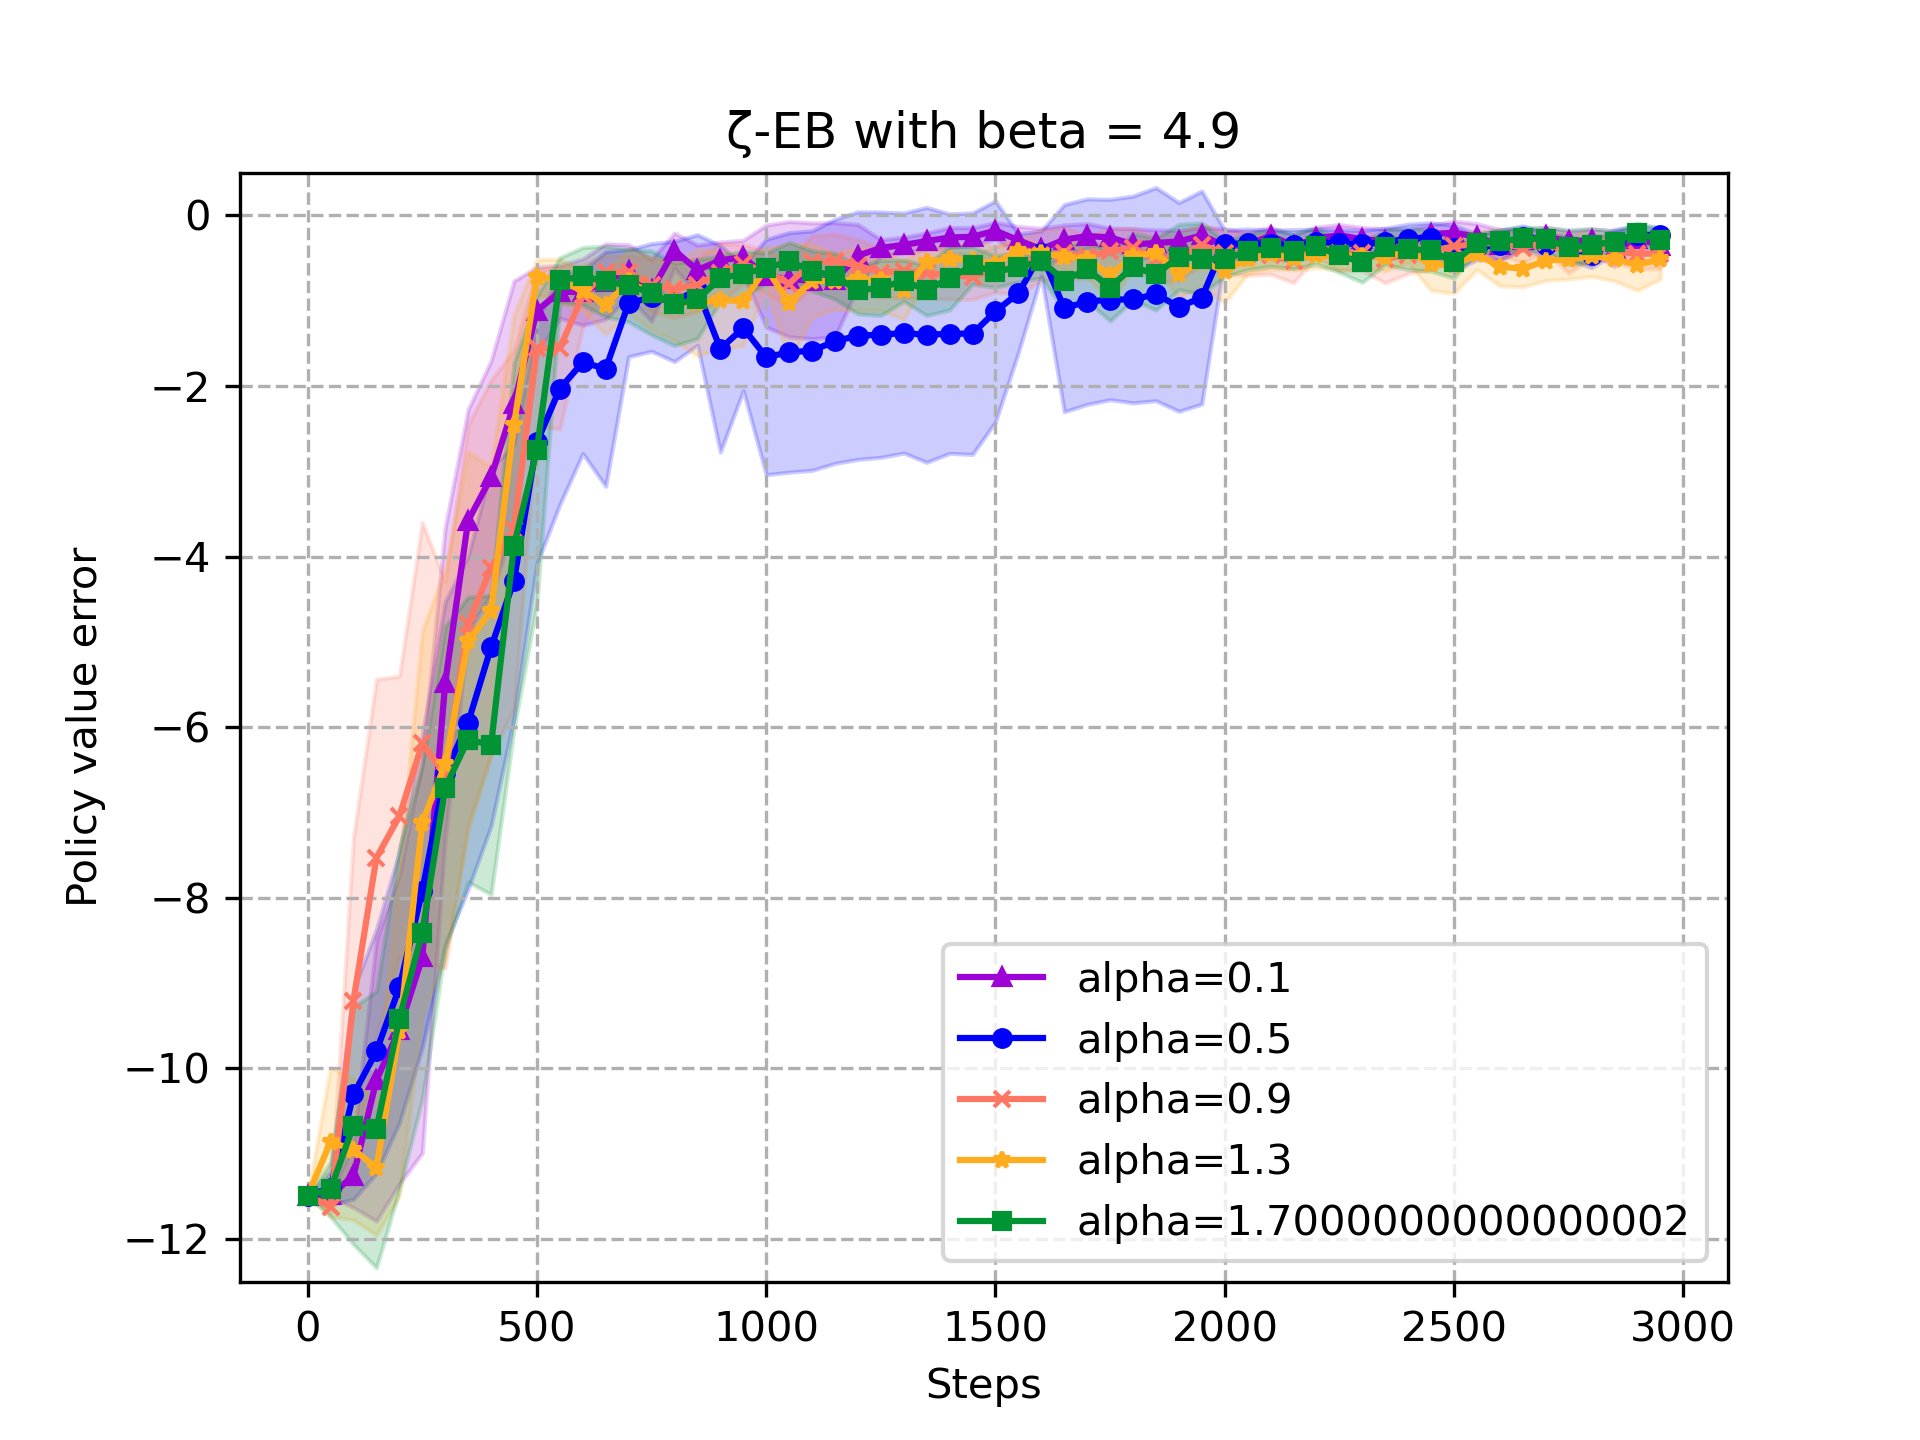 ζ-EB with beta = 4.9
Policy value error
0
−2
−4
−6
−8
−10
−12
alpha=0.1
alpha=0.5
alpha=0.9
alpha=1.3
alpha=1.7000000000000002
0 500 1000 1500 2000 2500 3000
Steps